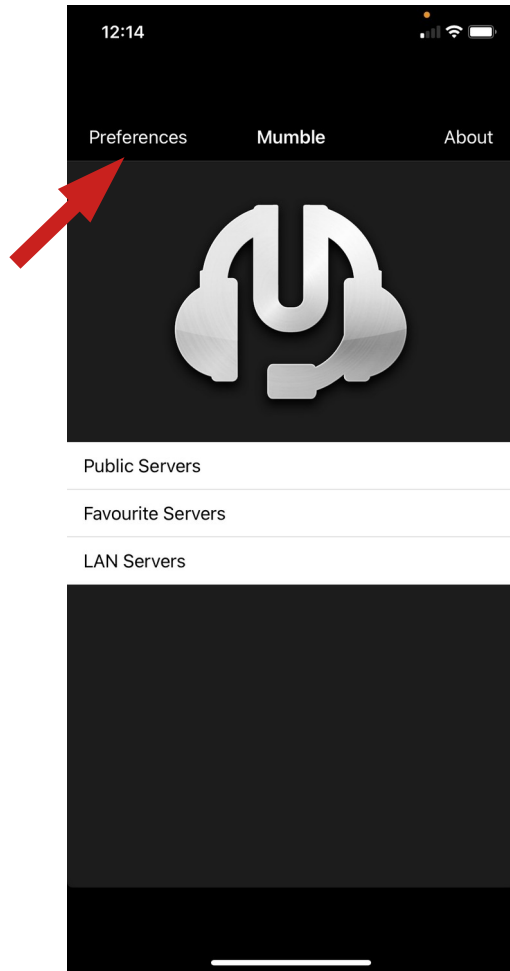 12:14
Preferences Mumble About
Public Servers
Favourite Servers
LAN Servers